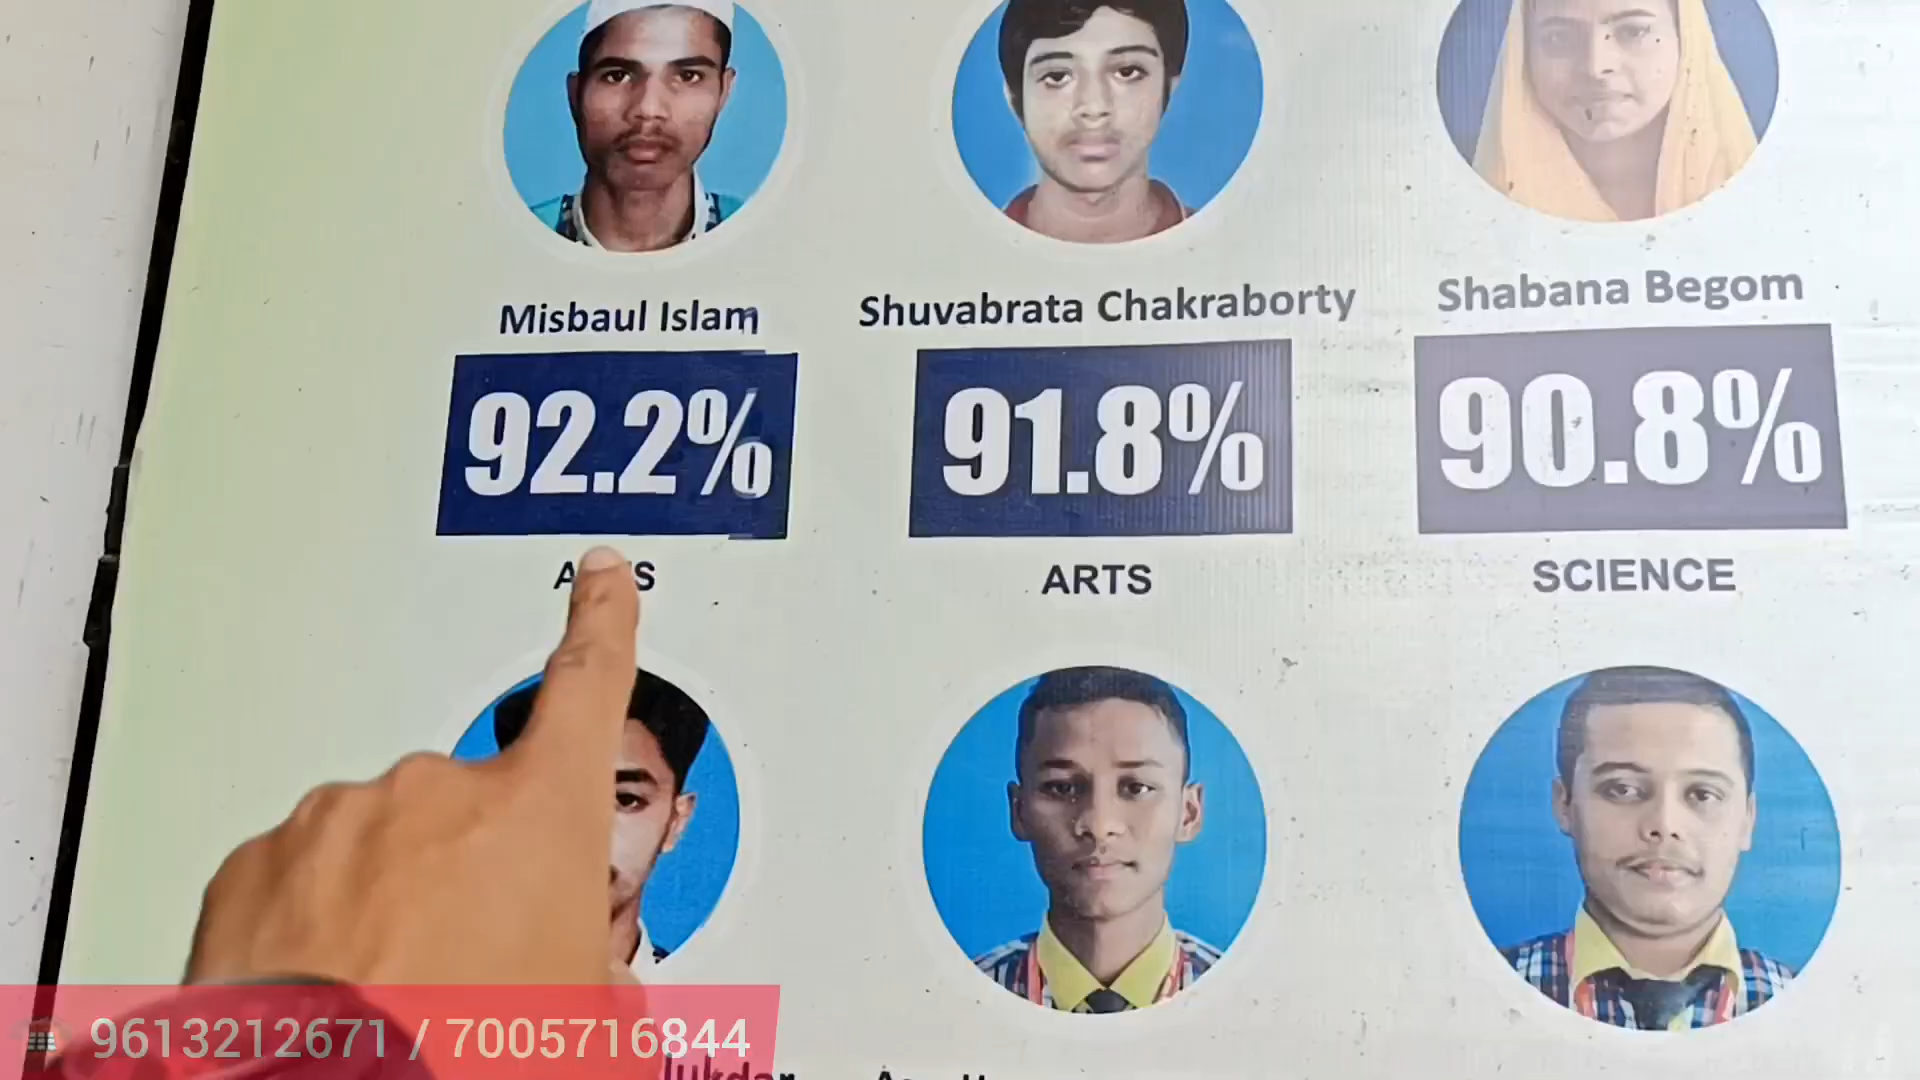 Misbaul Islam
Shuvabrata Chakraborty
Shabana Begom
92.2%
91.8%
90.8%
ARTS
SCIENCE
9613212671 / 7005716844